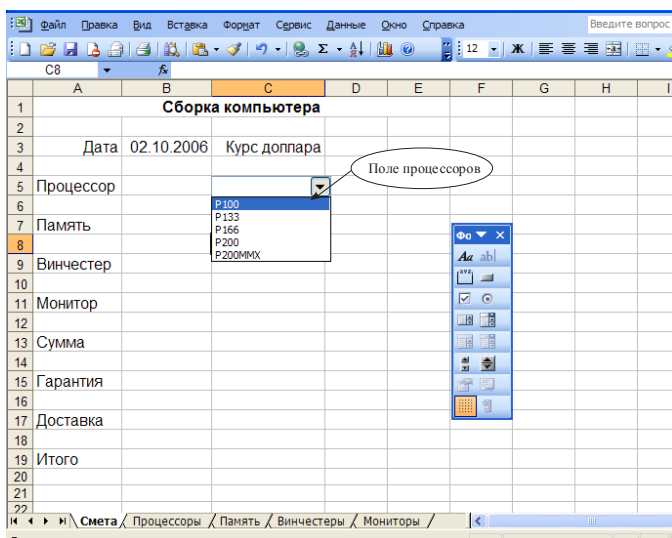 Файл Правка Вид Вставка Формат Сервис Данные Окно Справка Введите вопрос
12 Ж
C8 fx
A B C D E F G H I
1 Сборка компьютера
2
3 Дата 02.10.2006 Курс доллара
4
Поле процессоров
5 Процессор
6 P100
P133
7 Память P166
8 P200
P200MMX
Фо
Aa ab
9 Винчестер
10
11 Монитор
12
13 Сумма
14
15 Гарантия
16
17 Доставка
18
19 Итого
20
21
22
Смета Процессоры Память Винчестеры Мониторы